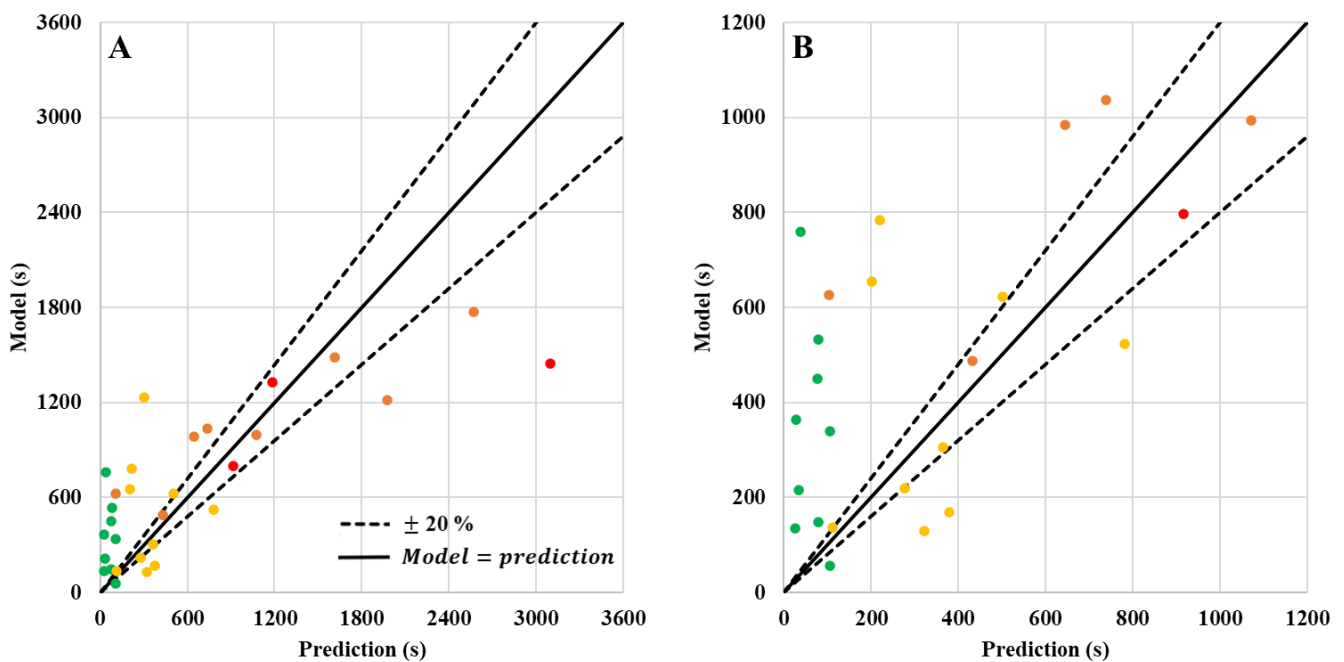 A
3600
3000
2400
1800
1200
600
0
Model (s)
0 600 1200 1800 2400 3000 3600
Prediction (s)
± 20 %
Model = prediction
B
1200
1000
800
600
400
200
0
Model (s)
0 200 400 600 800 1000 1200
Prediction (s)